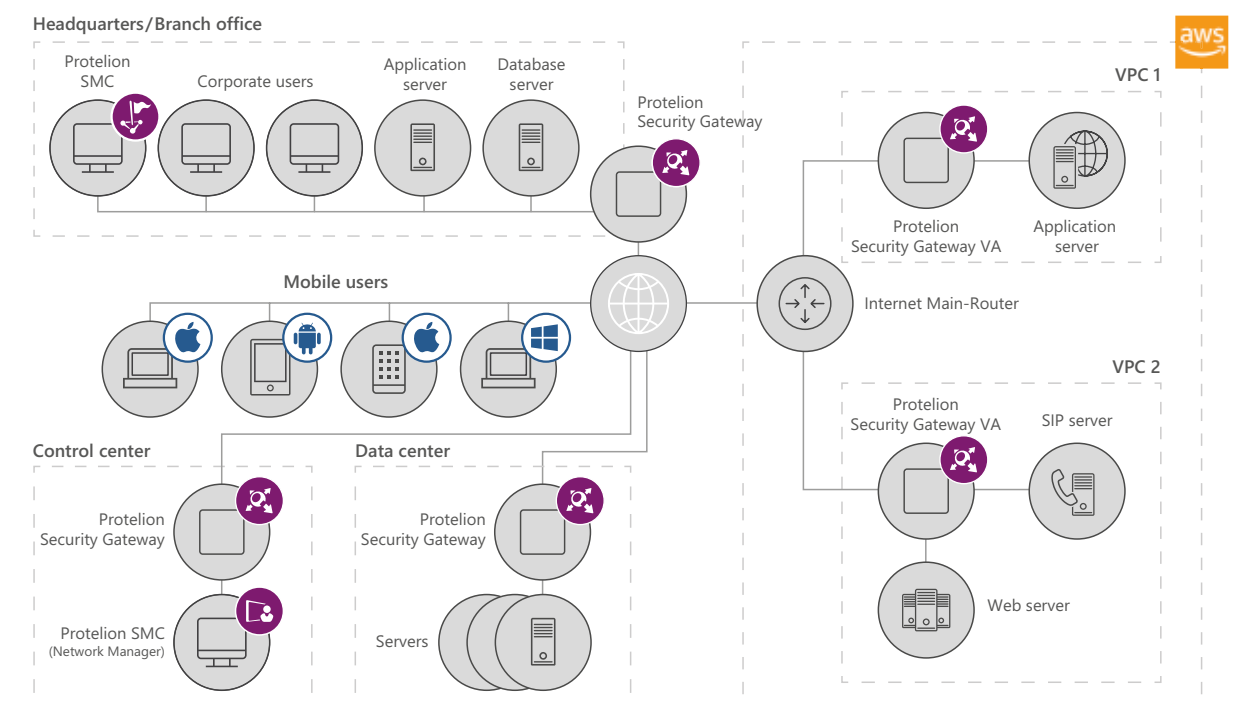 Headquarters/Branch office
aws
Protelion
SMC
Corporate users
Application
server
Database
server
Protelion
Security Gateway
VPC 1
Protelion
Security Gateway VA
Application
server
Mobile users
Internet Main-Router
VPC 2
Protelion
Security Gateway VA
SIP server
Control center
Data center
Protelion
Security Gateway
Protelion
Security Gateway
Web server
Protelion SMC
(Network Manager)
Servers